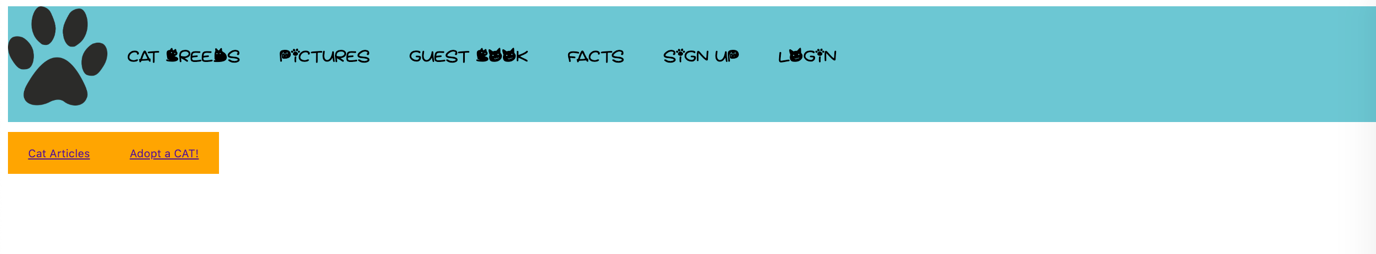 CAT BREEDS PiCTURES GUEST BOOK FACTS SiGN UP LOGiN
Cat Articles Adopt a CAT!